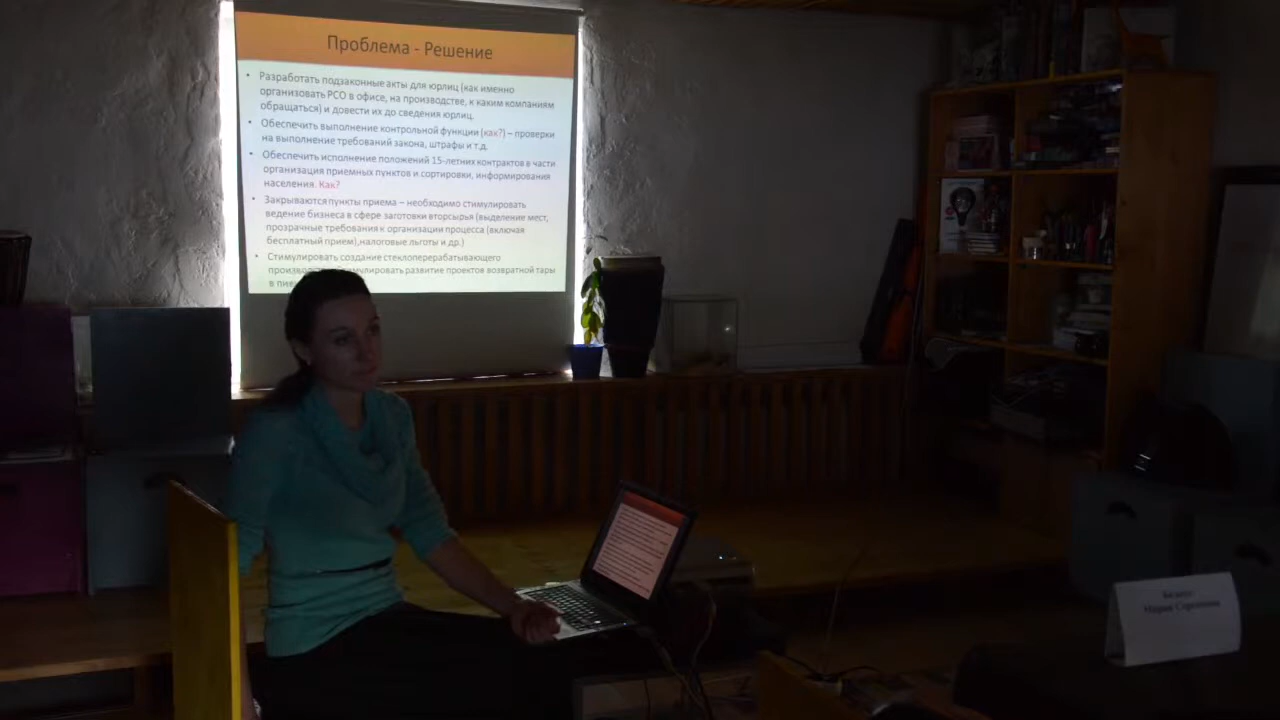 Проблема - Решение
• Разработать подзаконные акты для юрлиц (как именно
организовать РСО в офисе, на производстве, к каким компаниям
обращаться) и довести их до сведения юрлиц.
• Обеспечить выполнение контрольной функции (как?) – проверки
на выполнение требований закона, штрафы и т.д.
• Обеспечить исполнение положений 15-летних контрактов в части
организация приемных пунктов и сортировки, информирования
населения. Как?
• Закрываются пункты приема – необходимо стимулировать
ведение бизнеса в сфере заготовки вторсырья (выделение мест,
прозрачные требования к организации процесса (включая
бесплатный прием),налоговые льготы и др.)
• Стимулировать создание стеклоперерабатывающего
развитие проектов возвратной тары
в